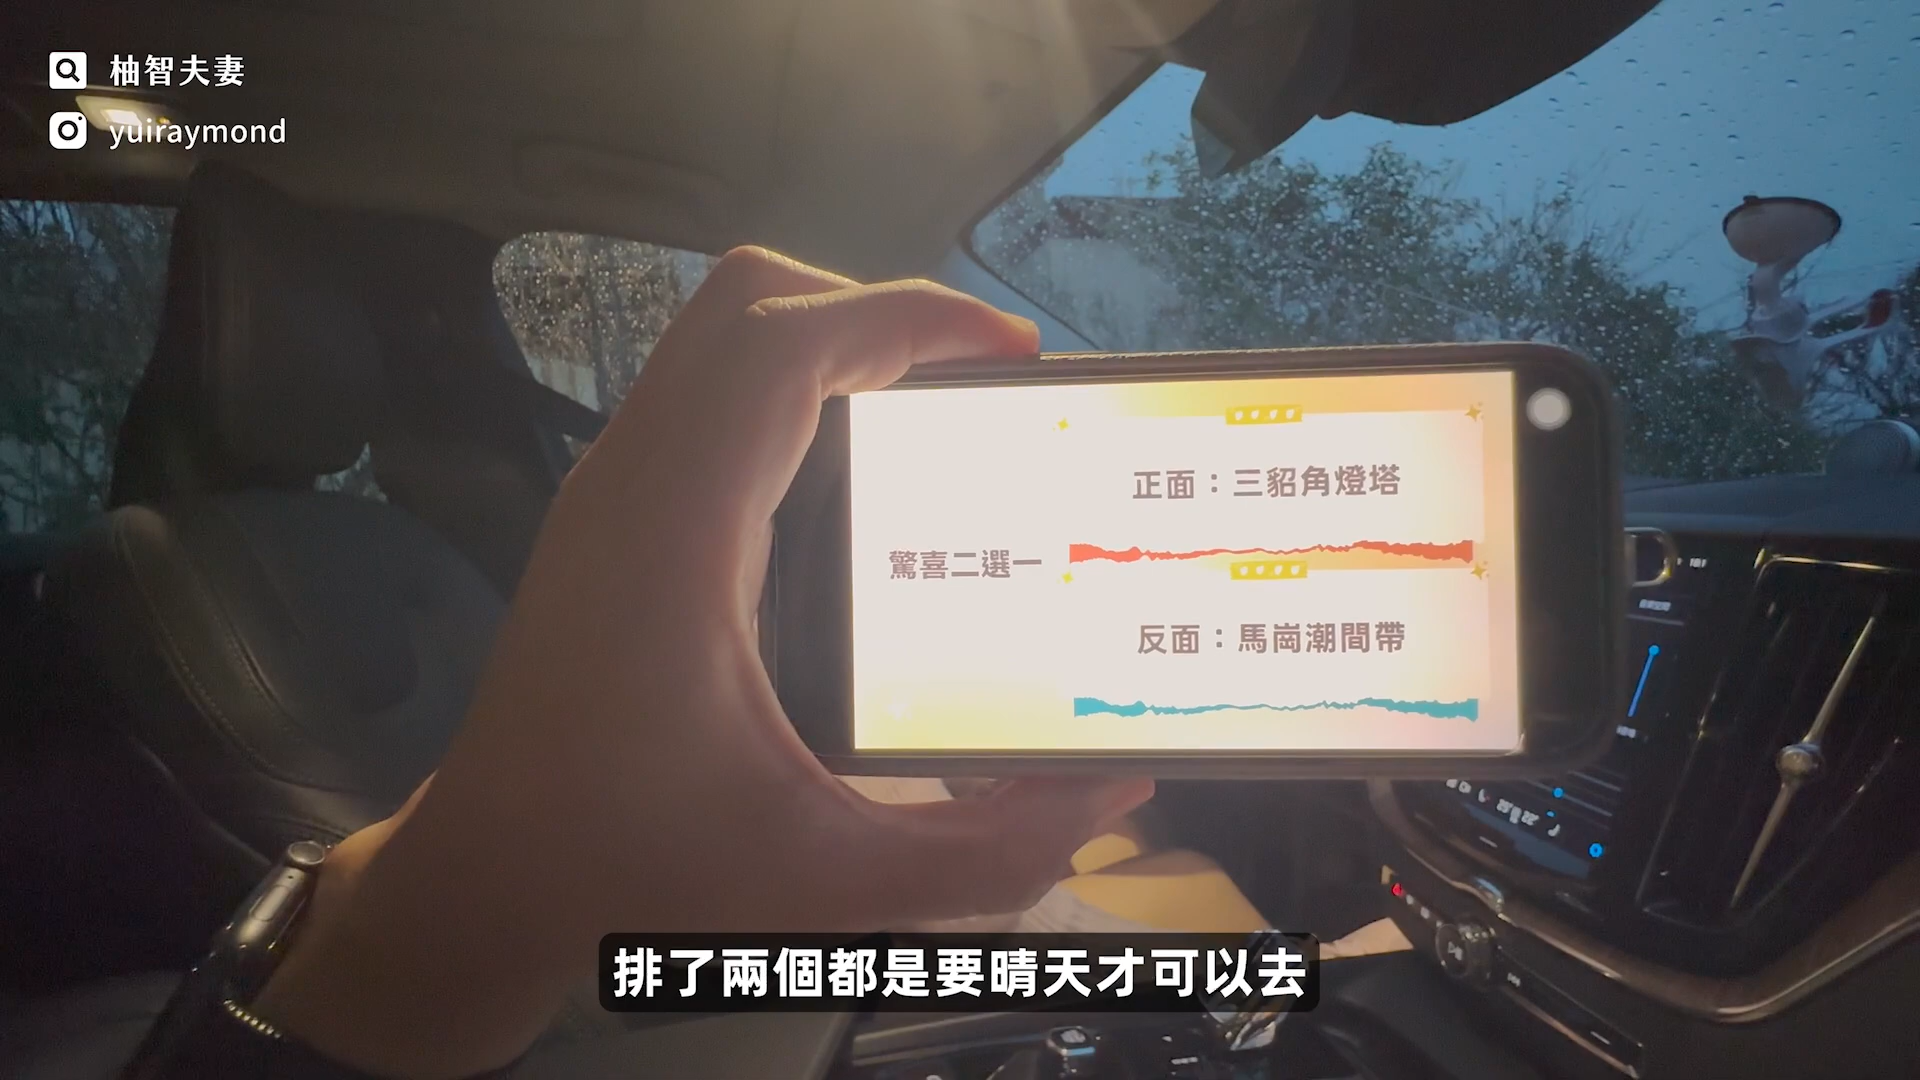 柚智夫妻
yuiraymond
正面：三貂角燈塔
驚喜二選一
反面：馬崗潮間帶
排了兩個都是要晴天才可以去